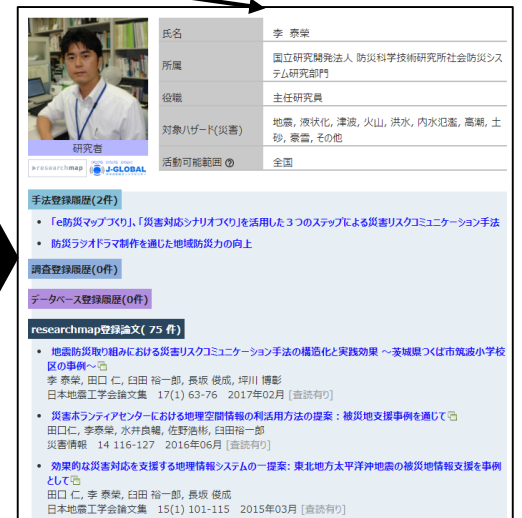 氏名 李 泰榮
所属 国立研究開発法人 防災科学技術研究所社会防災シス
テム研究部門
役職 主任研究員
対象ハザード(災害) 地震, 液状化, 津波, 火山, 洪水, 内水氾濫, 高潮, 土
砂, 豪雪, その他
活動可能範囲 ? 全国
研究者
researchmap
J-GLOBAL
手法登録履歴(2件)
• 「e防災マップづくり」、「災害対応シナリオづくり」を活用した３つのステップによる災害リスクコミュニケーション手法
• 防災ラジオドラマ制作を通じた地域防災力の向上
調査登録履歴(0件)
データベース登録履歴(0件)
researchmap登録論文( 75 件)
• 地震防災取り組みにおける災害リスクコミュニケーション手法の構造化と実践効果 ～茨城県つくば市筑波小学校
区の事例～
李 泰榮, 田口 仁, 臼田 裕一郎, 長坂 俊成, 坪川 博彰
日本地震工学会論文集 17(1) 63-76 2017年02月 [査読有り]
• 災害ボランティアセンターにおける地理空間情報の利活用方法の提案：被災地支援事例を通じて
田口仁, 李泰榮, 水井良暢, 佐野浩彬, 臼田裕一郎
災害情報 14 116-127 2016年06月 [査読有り]
• 効果的な災害対応を支援する地理情報システムの一提案: 東北地方太平洋沖地震の被災地情報支援を事例
として
田口 仁, 李 泰榮, 臼田 裕一郎, 長坂 俊成
日本地震工学会論文集 15(1) 101-115 2015年03月 [査読有り]